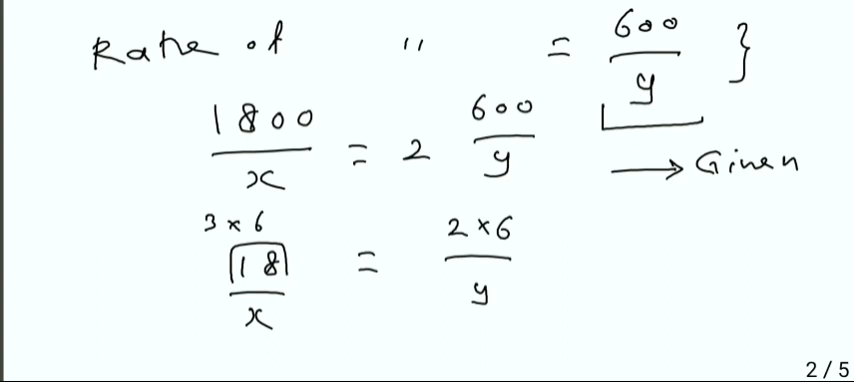 Rate of " = 600/y }
1800/x = 2 600/y → Given
3 x 6
18/x = 2 x 6/y
2 / 5